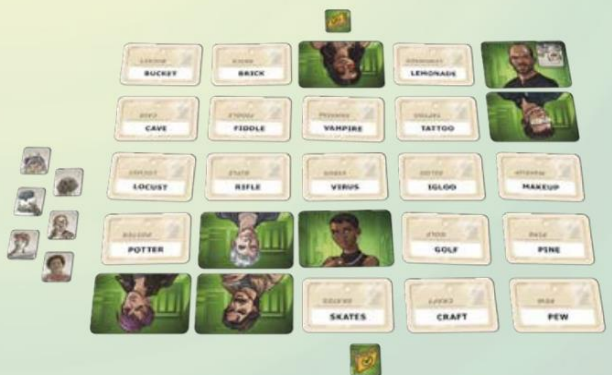 BUCKET BRICK LEMONADE
CAVE FIDDLE VAMPIRE TATTOO
LOCUST RIFLE VIRUS IGLOO MAKEUP
POTTER GOLF PINE
SKATES CRAFT PEW